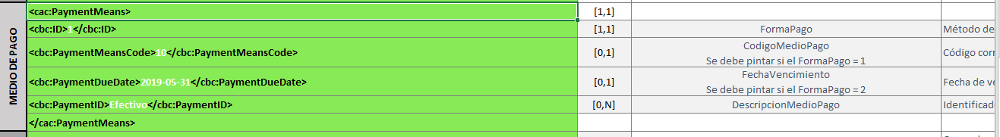 MEDIO DE PAGO
<cac:PaymentMeans> [1,1]
<cbc:ID>1</cbc:ID> [1,1] FormaPago Método de
<cbc:PaymentMeansCode>10</cbc:PaymentMeansCode> [0,1] CodigoMedioPago
Se debe pintar si el FormaPago = 1 Código corr
<cbc:PaymentDueDate>2019-05-31</cbc:PaymentDueDate> [0,1] FechaVencimiento
Se debe pintar si el FormaPago = 2 Fecha de ve
<cbc:PaymentID>Efectivo</cbc:PaymentID> [0,N] DescripcionMedioPago Identificado
</cac:PaymentMeans>